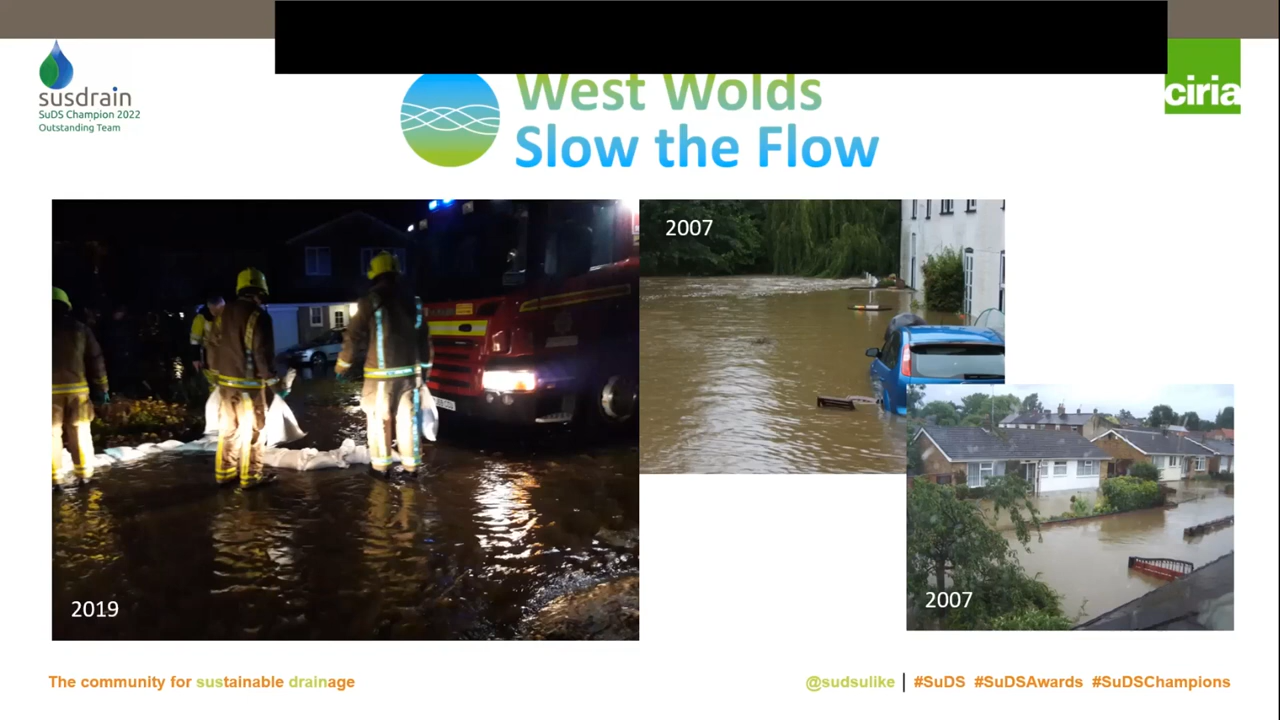 susdrain
SuDS Champion 2022
Outstanding Team
West Wolds
Slow the Flow
ciria
2007
2019
2007
The community for sustainable drainage
@sudsulike | #SuDS #SuDSAwards #SuDSChampions